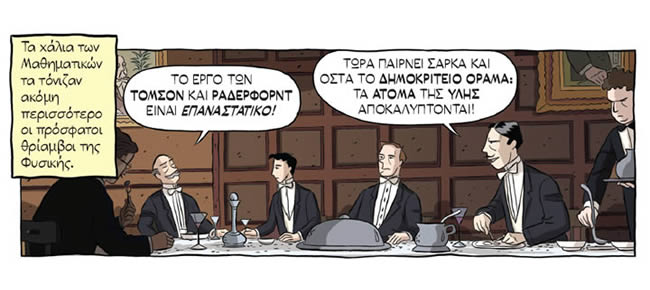 Τα χάλια των
Μαθηματικών
τα τόνιζαν
ακόμη
περισσότερο
οι πρόσφατοι
θρίαμβοι της
Φυσικής.
ΤΟ ΕΡΓΟ ΤΩΝ
ΤΟΜΣΟΝ ΚΑΙ ΡΑΔΕΡΦΟΡΝΤ
ΕΙΝΑΙ ΕΠΑΝΑΣΤΑΤΙΚΟ!
ΤΩΡΑ ΠΑΙΡΝΕΙ ΣΑΡΚΑ ΚΑΙ
ΟΣΤΑ ΤΟ ΔΗΜΟΚΡΙΤΕΙΟ ΟΡΑΜΑ:
ΤΑ ΑΤΟΜΑ ΤΗΣ ΥΛΗΣ
ΑΠΟΚΑΛΥΠΤΟΝΤΑΙ!